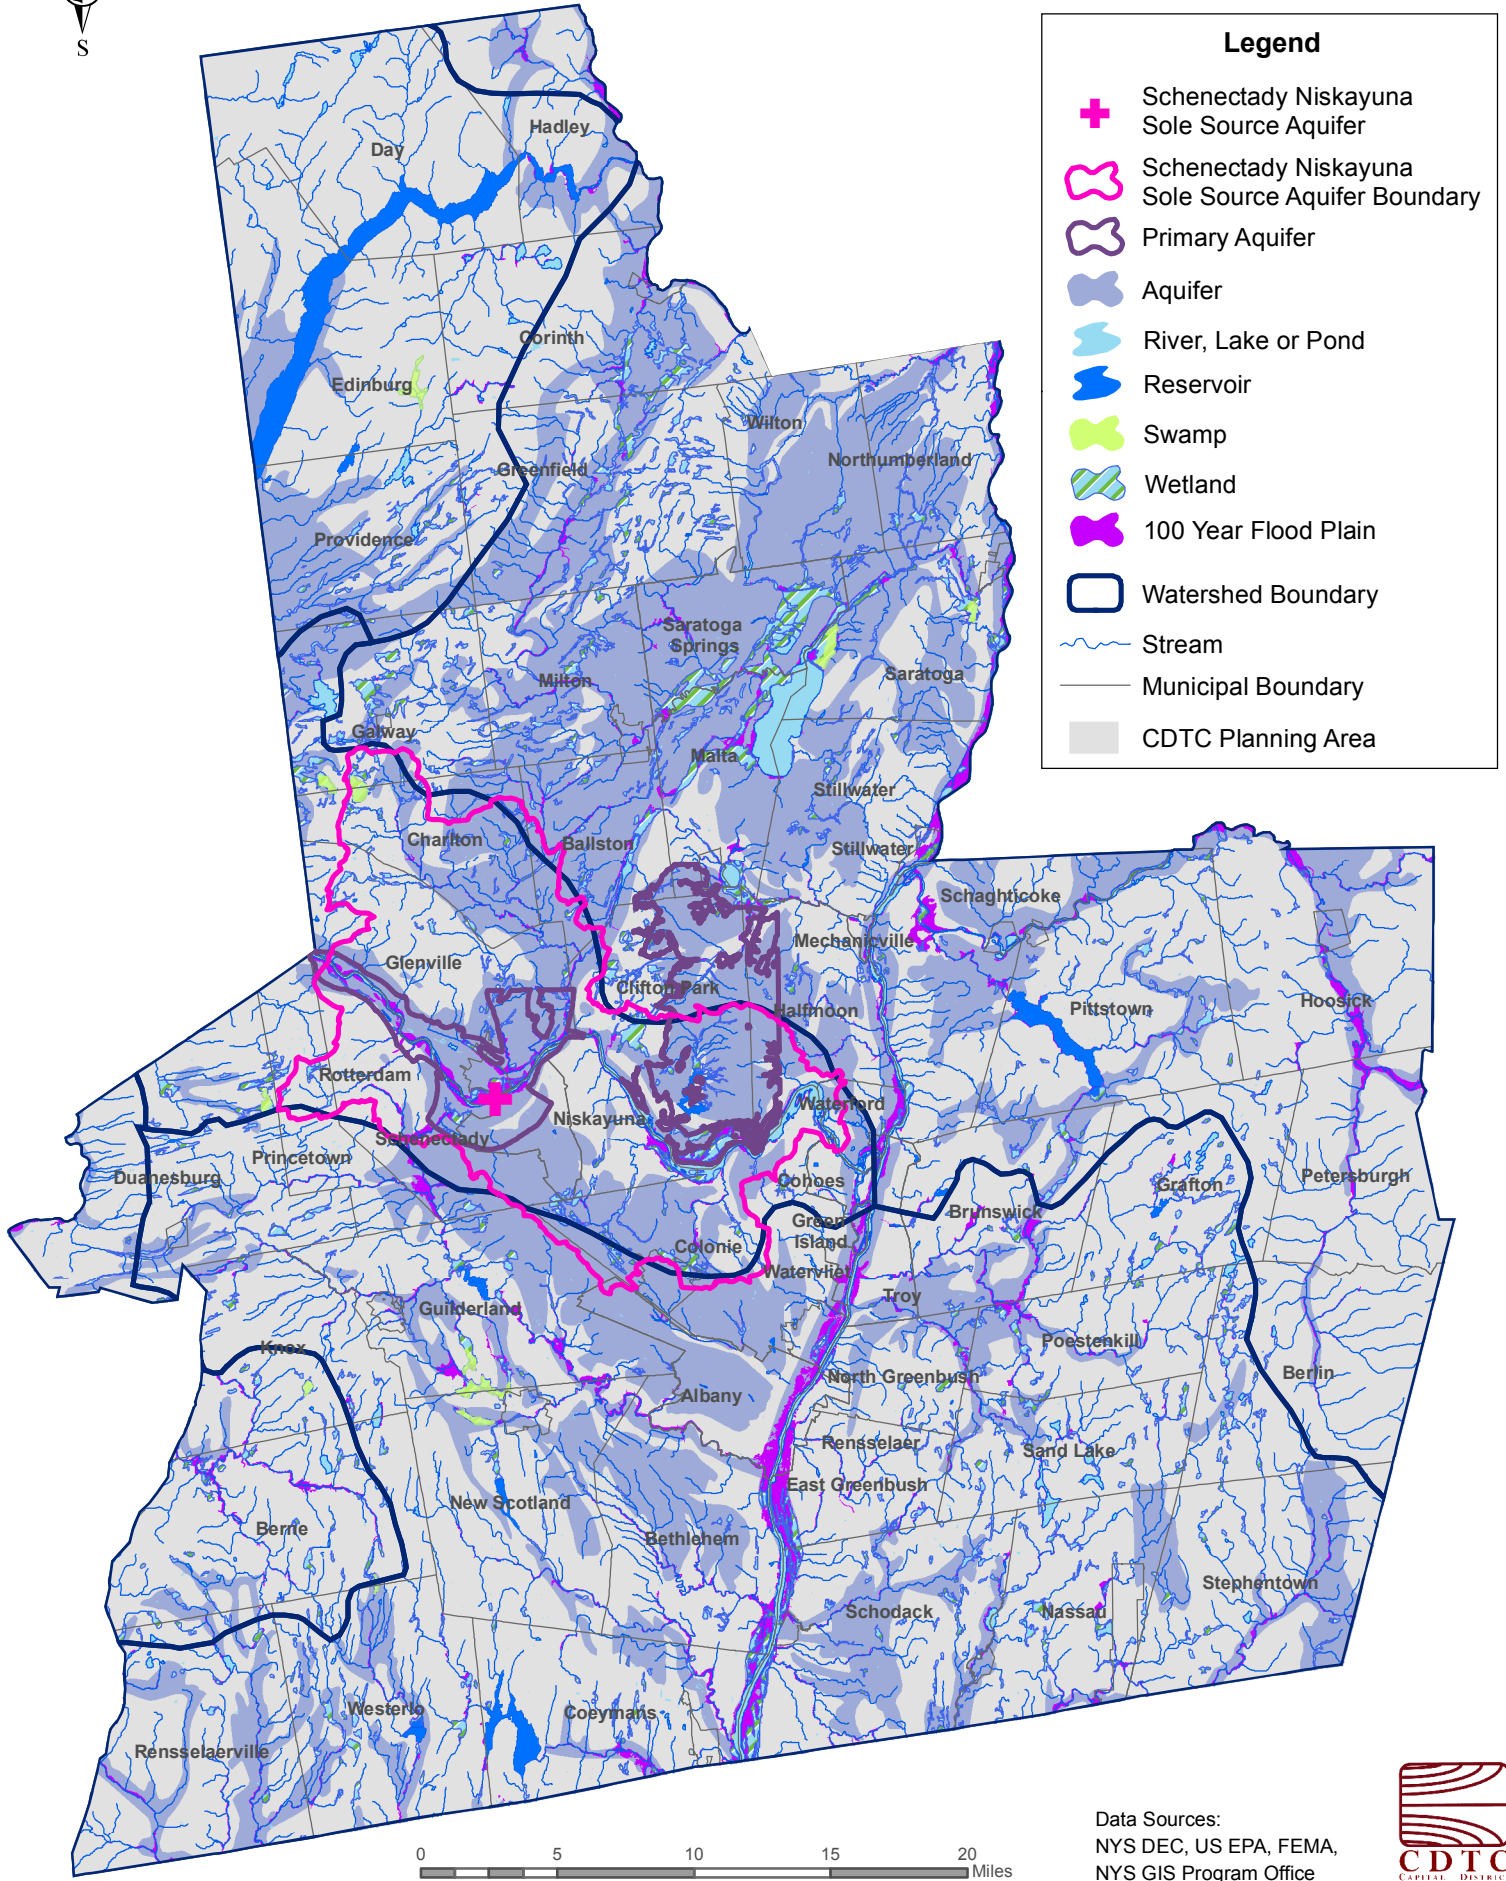 S
Legend
Schenectady Niskayuna
Sole Source Aquifer
Schenectady Niskayuna
Sole Source Aquifer Boundary
Primary Aquifer
Aquifer
River, Lake or Pond
Reservoir
Swamp
Wetland
100 Year Flood Plain
Watershed Boundary
Stream
Municipal Boundary
CDTC Planning Area
Hadley
Day
Corinth
Edinburg
Wilton
Northumberland
Greenfield
Providence
Saratoga
Springs
Milton
Saratoga
Galway
Malta
Stillwater
Charlton
Ballston
Stillwater
Schaghticoke
Mechanicville
Glenville
Clifton Park
Halfmoon
Pittstown
Hoosick
Rotterdam
Waterford
Niskayuna
Schenectady
Princetown
Duanesburg
Cohoes
Grafton
Petersburgh
Brunswick
Green
Island
Colonie
Watervliet
Troy
Guilderland
Poestenkill
Knox
Berlin
North Greenbush
Albany
Rensselaer
Sand Lake
East Greenbush
New Scotland
Berne
Bethlehem
Stephentown
Schodack
Nassau
Westerlo
Coeymans
Rensselaerville
0 5 10 15 20
Miles
Data Sources:
NYS DEC, US EPA, FEMA,
NYS GIS Program Office
CDTC